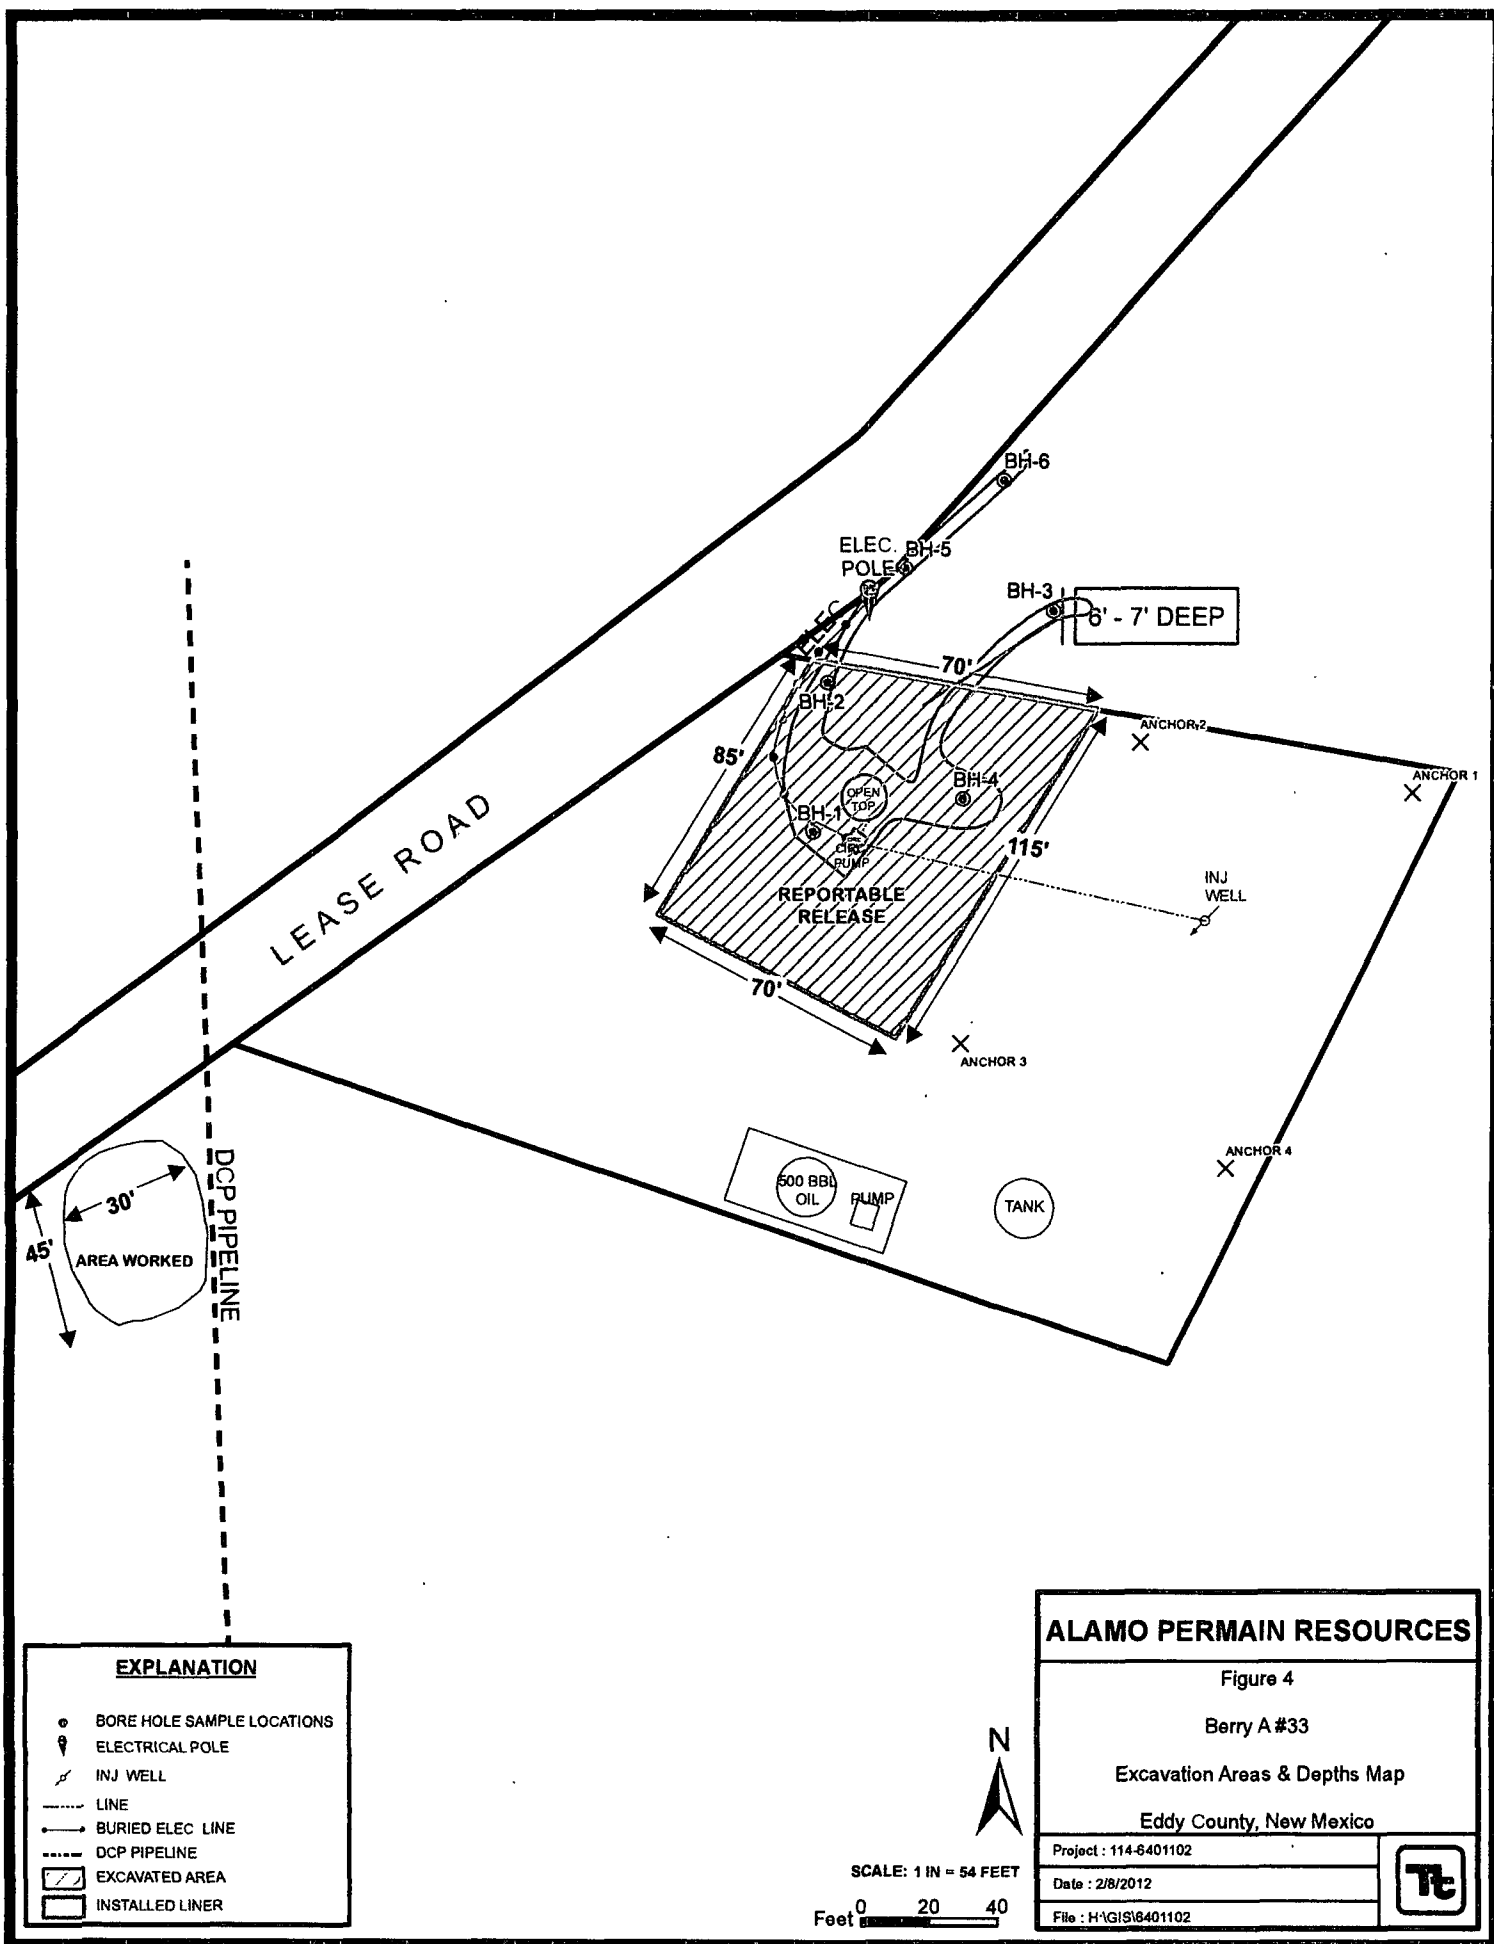 BH-6
ELEC.
POLE
BH-5
BH-3
6' - 7' DEEP
ELEC
70'
BH-2
ANCHOR 2
ANCHOR 1
85'
BH-4
OPEN
TOP
BH-1
CIRC
PUMP
115'
LEASE ROAD
REPORTABLE
RELEASE
INJ
WELL
70'
ANCHOR 3
ANCHOR 4
500 BBL
OIL
PUMP
TANK
30'
45'
AREA WORKED
DCP PIPELINE
EXPLANATION
BORE HOLE SAMPLE LOCATIONS
ELECTRICAL POLE
INJ WELL
LINE
BURIED ELEC LINE
DCP PIPELINE
EXCAVATED AREA
INSTALLED LINER
N
SCALE: 1 IN = 54 FEET
Feet 0 20 40
ALAMO PERMAIN RESOURCES
Figure 4
Berry A #33
Excavation Areas & Depths Map
Eddy County, New Mexico
Project : 114-6401102
Date : 2/8/2012
File : H:\GIS\6401102
Tt